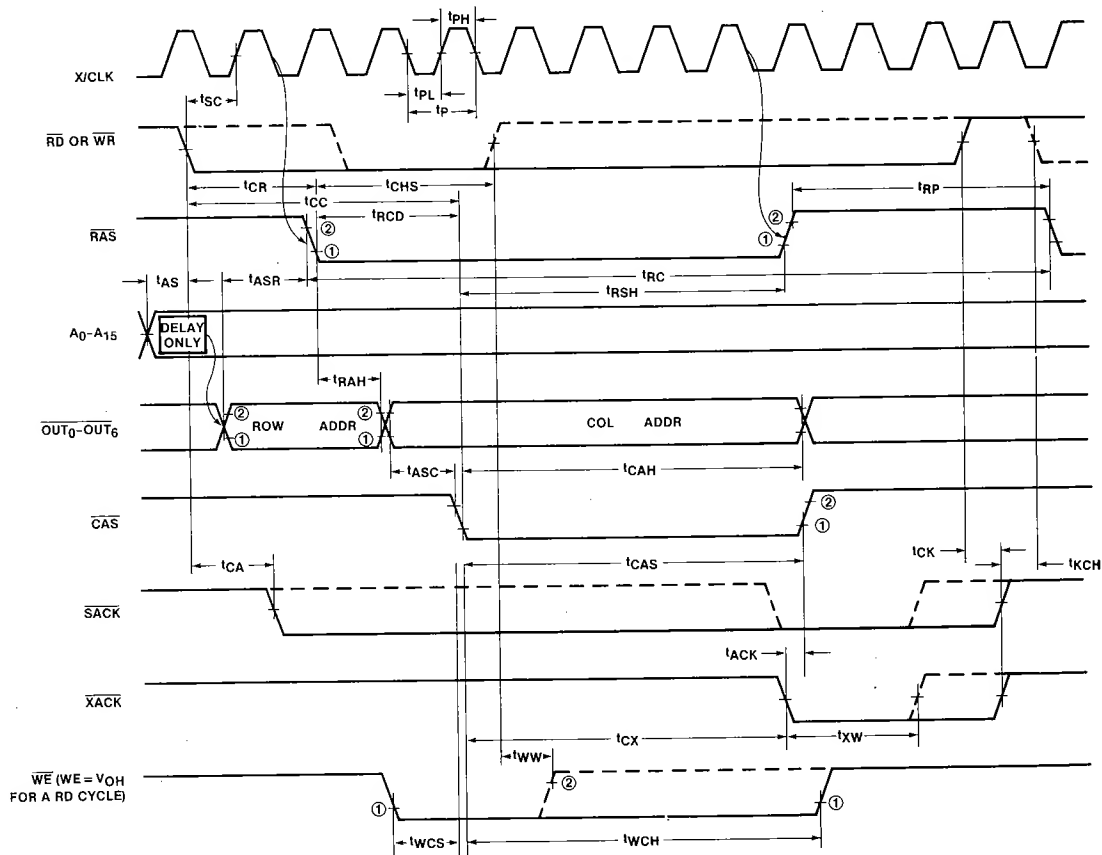 tPH
X/CLK
tSC
tPL
tP
RD OR WR
tCR
tCHS
tCC
tRCD
tRP
RAS
②
①
②
①
tAS
tASR
tRC
tRSH
A0–A15
DELAY
ONLY
tRAH
OUT0–OUT6
②
ROW ADDR
②
①
①
COL ADDR
tASC
tCAH
CAS
②
①
tCA
tCAS
tCK
tKCH
SACK
tACK
XACK
tCX
tXW
tWW
WE (WE = VOH
FOR A RD CYCLE)
①
②
①
tWCS
tWCH